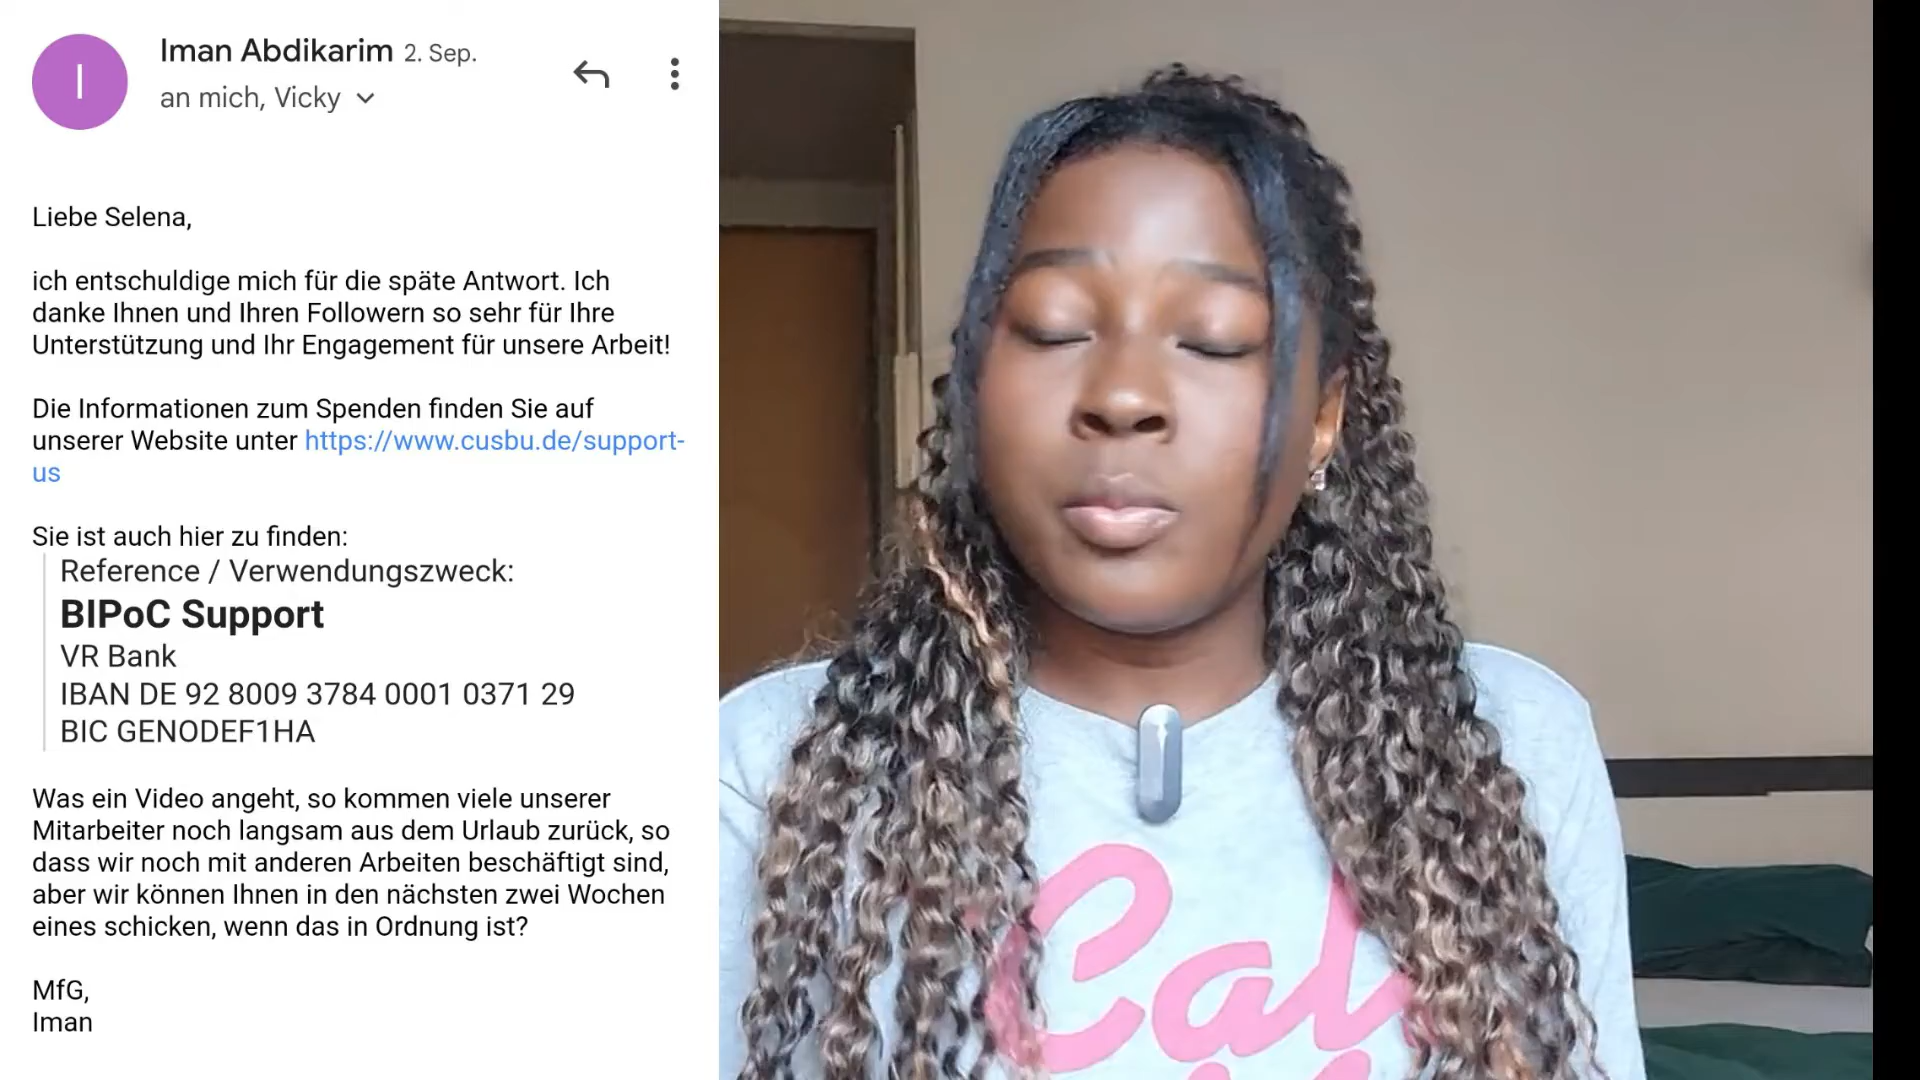 I
Iman Abdikarim 2. Sep.
an mich, Vicky
Liebe Selena,
ich entschuldige mich für die späte Antwort. Ich
danke Ihnen und Ihren Followern so sehr für Ihre
Unterstützung und Ihr Engagement für unsere Arbeit!
Die Informationen zum Spenden finden Sie auf
unserer Website unter https://www.cusbu.de/support-
us
Sie ist auch hier zu finden:
Reference / Verwendungszweck:
BIPoC Support
VR Bank
IBAN DE 92 8009 3784 0001 0371 29
BIC GENODEF1HA
Was ein Video angeht, so kommen viele unserer
Mitarbeiter noch langsam aus dem Urlaub zurück, so
dass wir noch mit anderen Arbeiten beschäftigt sind,
aber wir können Ihnen in den nächsten zwei Wochen
eines schicken, wenn das in Ordnung ist?
MfG,
Iman
Cal